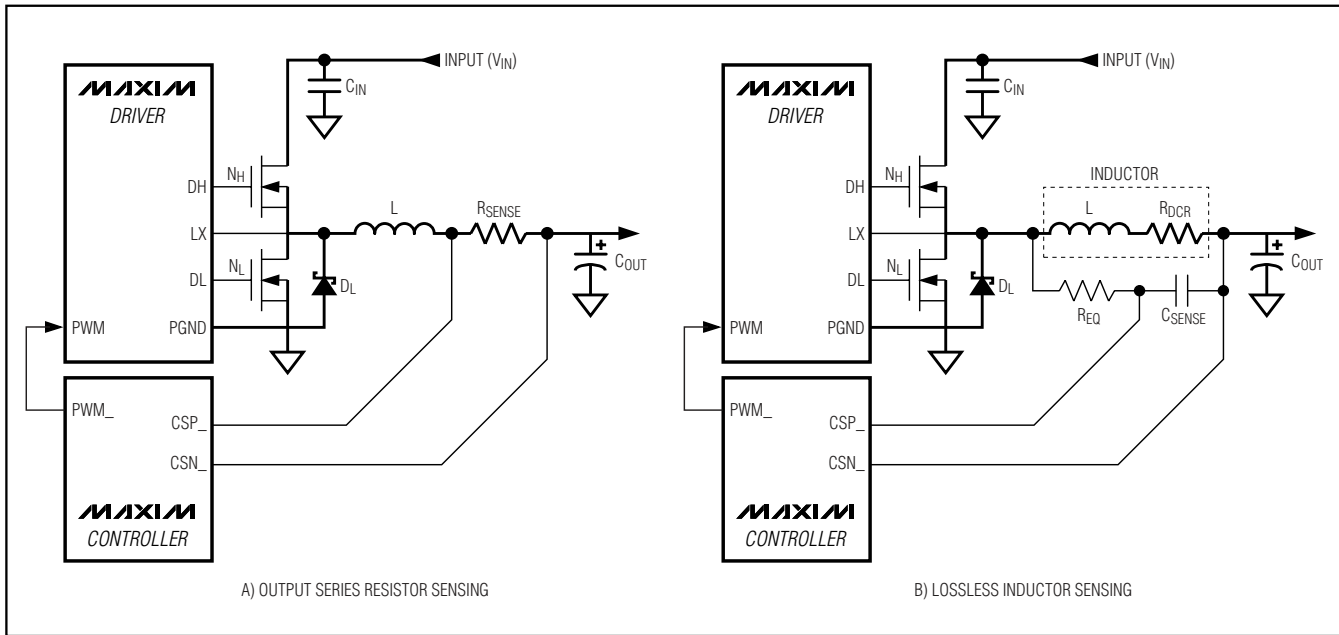 MAXIM
DRIVER
DH
LX
DL
PGND
PWM
INPUT (VIN)
CIN
NH
NL
L
RSENSE
DL
COUT
PWM_
CSP_
CSN_
MAXIM
CONTROLLER
A) OUTPUT SERIES RESISTOR SENSING
MAXIM
DRIVER
DH
LX
DL
PGND
PWM
INPUT (VIN)
CIN
NH
NL
INDUCTOR
L
RDCR
DL
REQ
CSENSE
COUT
PWM_
CSP_
CSN_
MAXIM
CONTROLLER
B) LOSSLESS INDUCTOR SENSING